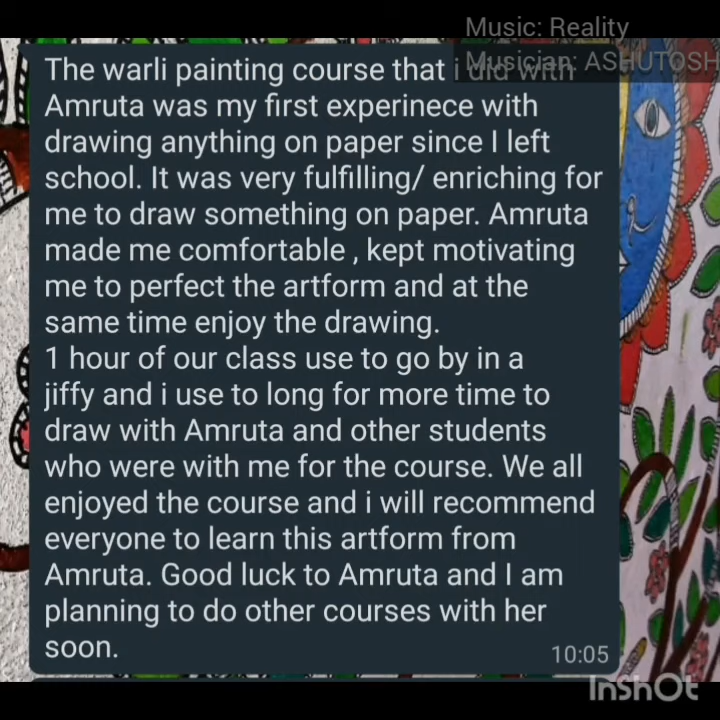 Music: Reality
Musician: ASHUTOSH
The warli painting course that i did with
Amruta was my first experinece with
drawing anything on paper since I left
school. It was very fulfilling/ enriching for
me to draw something on paper. Amruta
made me comfortable , kept motivating
me to perfect the artform and at the
same time enjoy the drawing.
1 hour of our class use to go by in a
jiffy and i use to long for more time to
draw with Amruta and other students
who were with me for the course. We all
enjoyed the course and i will recommend
everyone to learn this artform from
Amruta. Good luck to Amruta and I am
planning to do other courses with her
soon.
10:05
InShOt